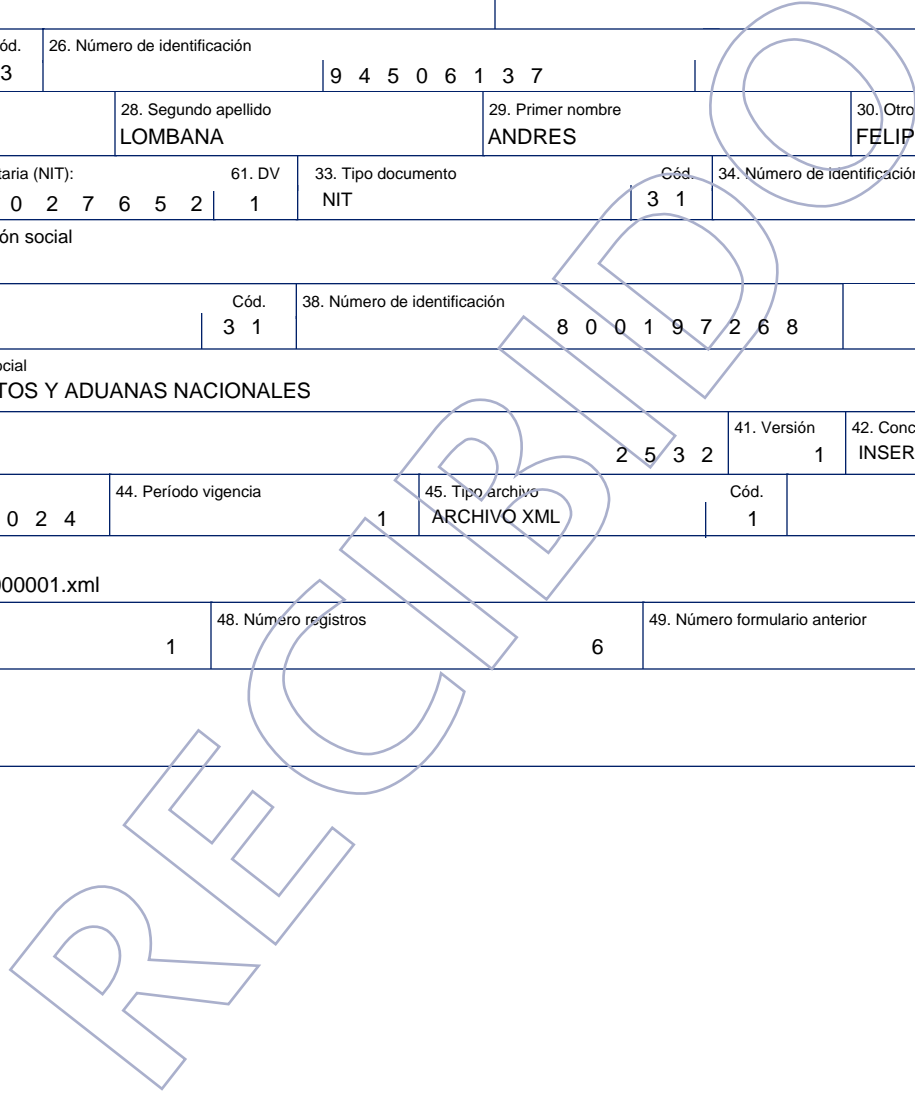 ód. 26. Número de identificación
3 9 4 5 0 6 1 3 7
28. Segundo apellido 29. Primer nombre 30. Otro
LOMBANA ANDRES FELIP
taria (NIT): 61. DV 33. Tipo documento Cód. 34. Número de identificación
0 2 7 6 5 2 1 NIT 3 1
ón social
Cód. 38. Número de identificación
3 1 8 0 0 1 9 7 2 6 8
ocial
TOS Y ADUANAS NACIONALES
41. Versión 42. Conc
2 5 3 2 1 INSER
44. Período vigencia 45. Tipo archivo Cód.
0 2 4 1 ARCHIVO XML 1
000001.xml
48. Número registros 49. Número formulario anterior
1 6
RECIBIDO